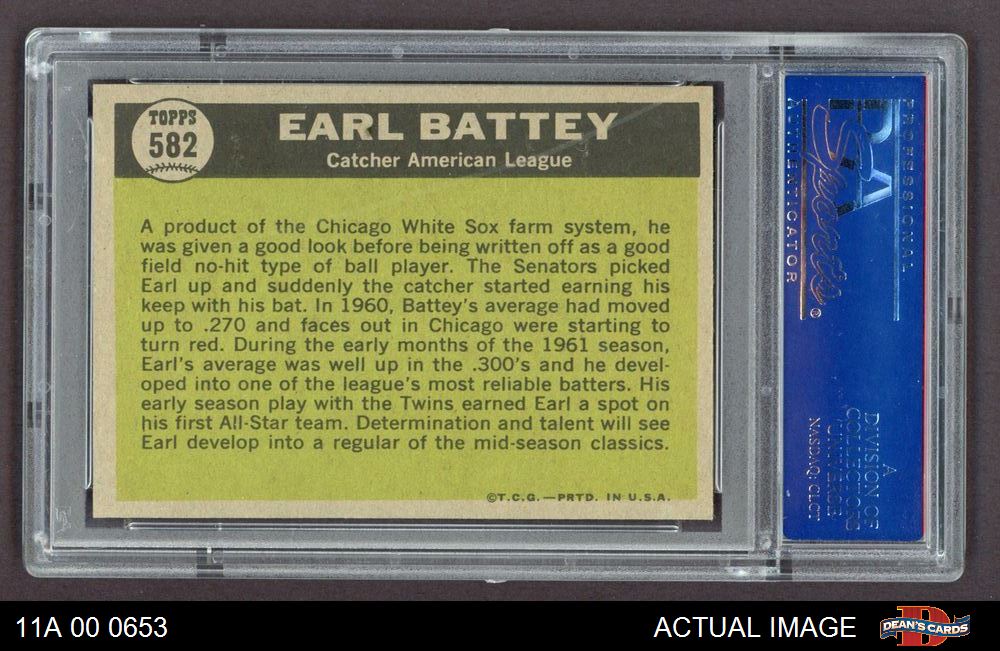 TOPPS
582
EARL BATTEY
Catcher American League
A product of the Chicago White Sox farm system, he
was given a good look before being written off as a good
field no-hit type of ball player. The Senators picked
Earl up and suddenly the catcher started earning his
keep with his bat. In 1960, Battey's average had moved
up to .270 and faces out in Chicago were starting to
turn red. During the early months of the 1961 season,
Earl's average was well up in the .300's and he devel-
oped into one of the league's most reliable batters. His
early season play with the Twins earned Earl a spot on
his first All-Star team. Determination and talent will see
Earl develop into a regular of the mid-season classics.
©T.C.G.—PRTD. IN U.S.A.
PROFESSIONAL
Sports
AUTHENTICATOR
A
DIVISION OF
COLLECTORS
UNIVERSE
NASDAQ: CLCT
11A 00 0653
ACTUAL IMAGE
DEAN'S CARDS